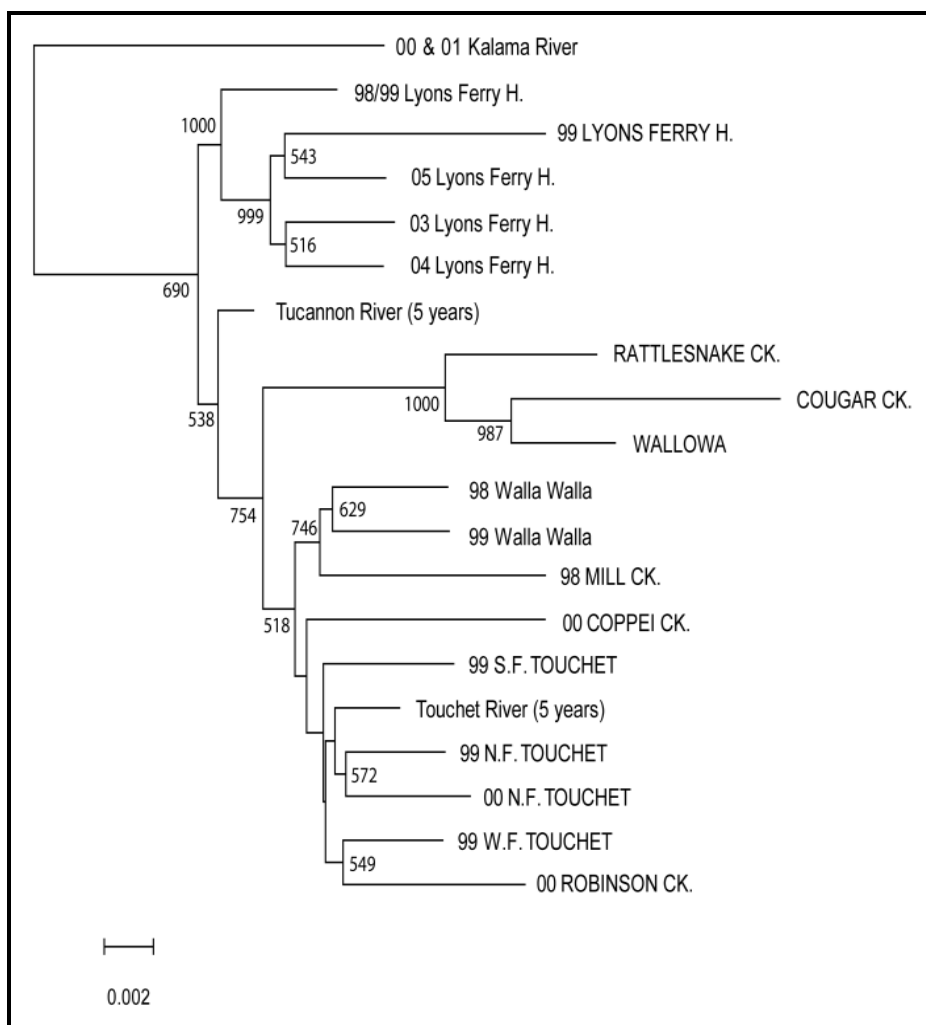 00 & 01 Kalama River
98/99 Lyons Ferry H.
1000
99 LYONS FERRY H.
543
05 Lyons Ferry H.
999
03 Lyons Ferry H.
516
04 Lyons Ferry H.
690
Tucannon River (5 years)
RATTLESNAKE CK.
1000
COUGAR CK.
538
987
WALLOWA
98 Walla Walla
754
629
746
99 Walla Walla
98 MILL CK.
518
00 COPPEI CK.
99 S.F. TOUCHET
Touchet River (5 years)
99 N.F. TOUCHET
572
00 N.F. TOUCHET
99 W.F. TOUCHET
549
00 ROBINSON CK.
0.002